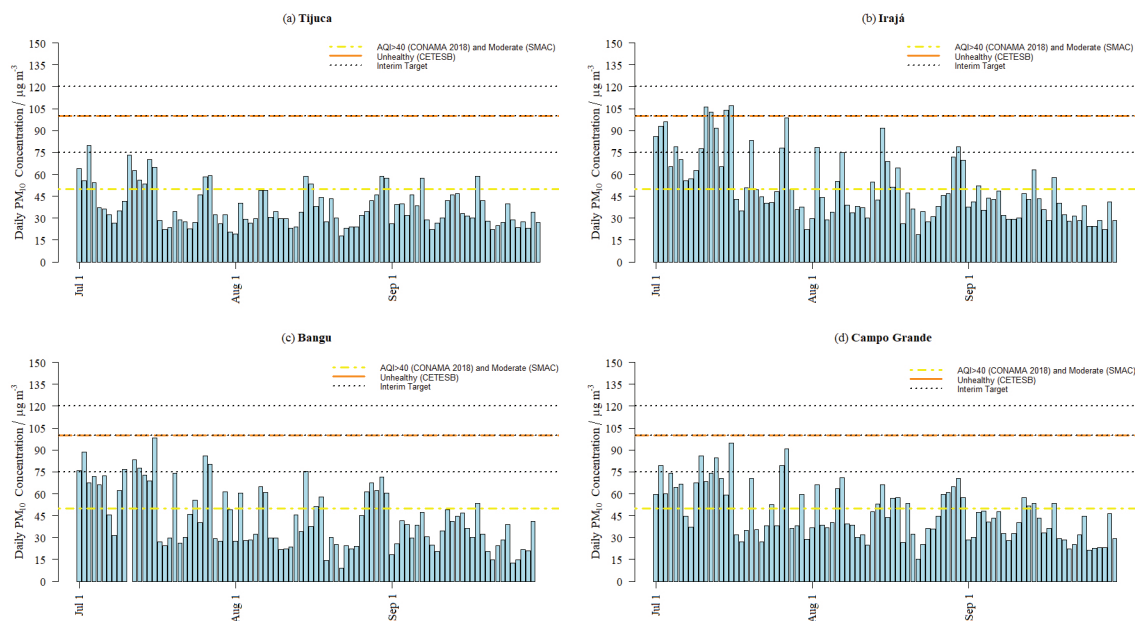 (a) Tijuca
Daily PM10 Concentration / µg m-3
150
135
120
105
90
75
60
45
30
15
0
AQI>40 (CONAMA 2018) and Moderate (SMAC)
Unhealthy (CETESB)
Interim Target
Jul 1
Aug 1
Sep 1
(b) Irajá
Daily PM10 Concentration / µg m-3
150
135
120
105
90
75
60
45
30
15
0
AQI>40 (CONAMA 2018) and Moderate (SMAC)
Unhealthy (CETESB)
Interim Target
Jul 1
Aug 1
Sep 1
(c) Bangu
Daily PM10 Concentration / µg m-3
150
135
120
105
90
75
60
45
30
15
0
AQI>40 (CONAMA 2018) and Moderate (SMAC)
Unhealthy (CETESB)
Interim Target
Jul 1
Aug 1
Sep 1
(d) Campo Grande
Daily PM10 Concentration / µg m-3
150
135
120
105
90
75
60
45
30
15
0
AQI>40 (CONAMA 2018) and Moderate (SMAC)
Unhealthy (CETESB)
Interim Target
Jul 1
Aug 1
Sep 1